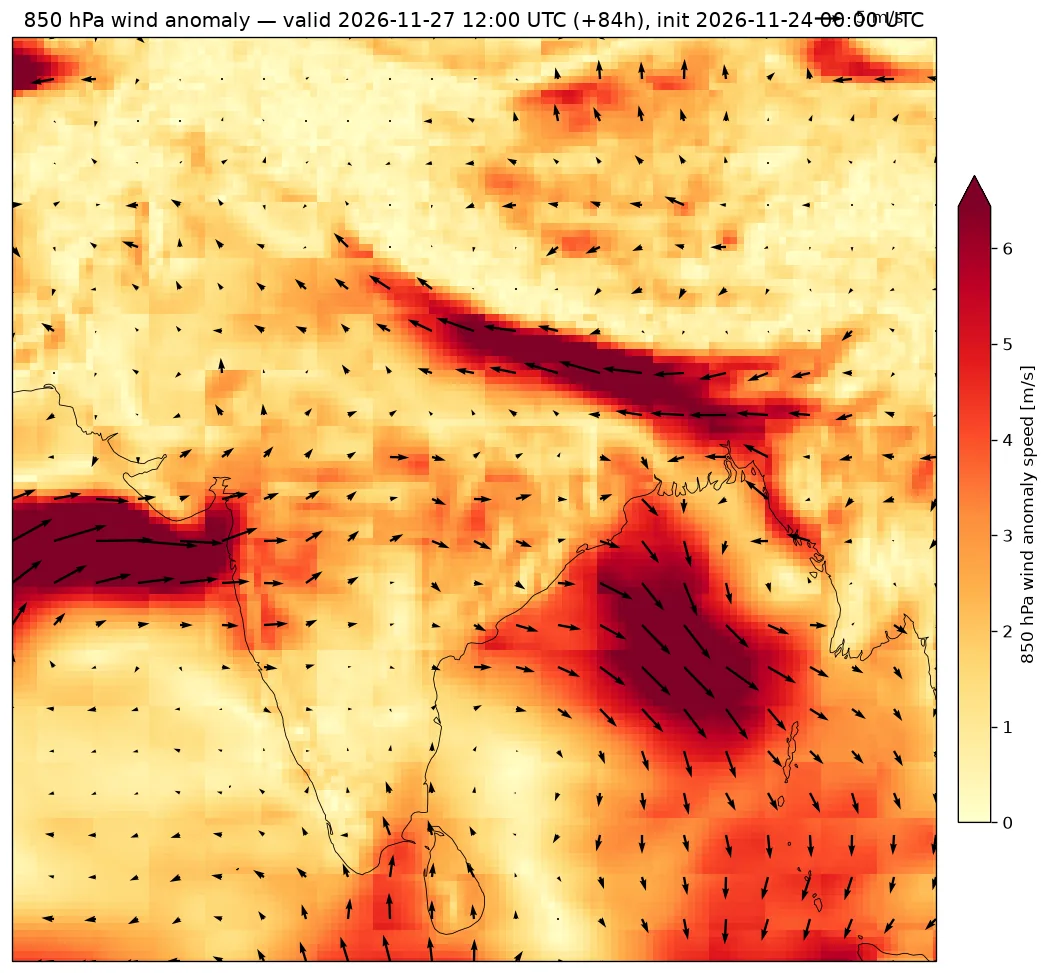 850 hPa wind anomaly — valid 2026-11-27 12:00 UTC (+84h), init 2026-11-24 00:00 UTC
5 m/s
6
5
4
3
2
1
0
850 hPa wind anomaly speed [m/s]